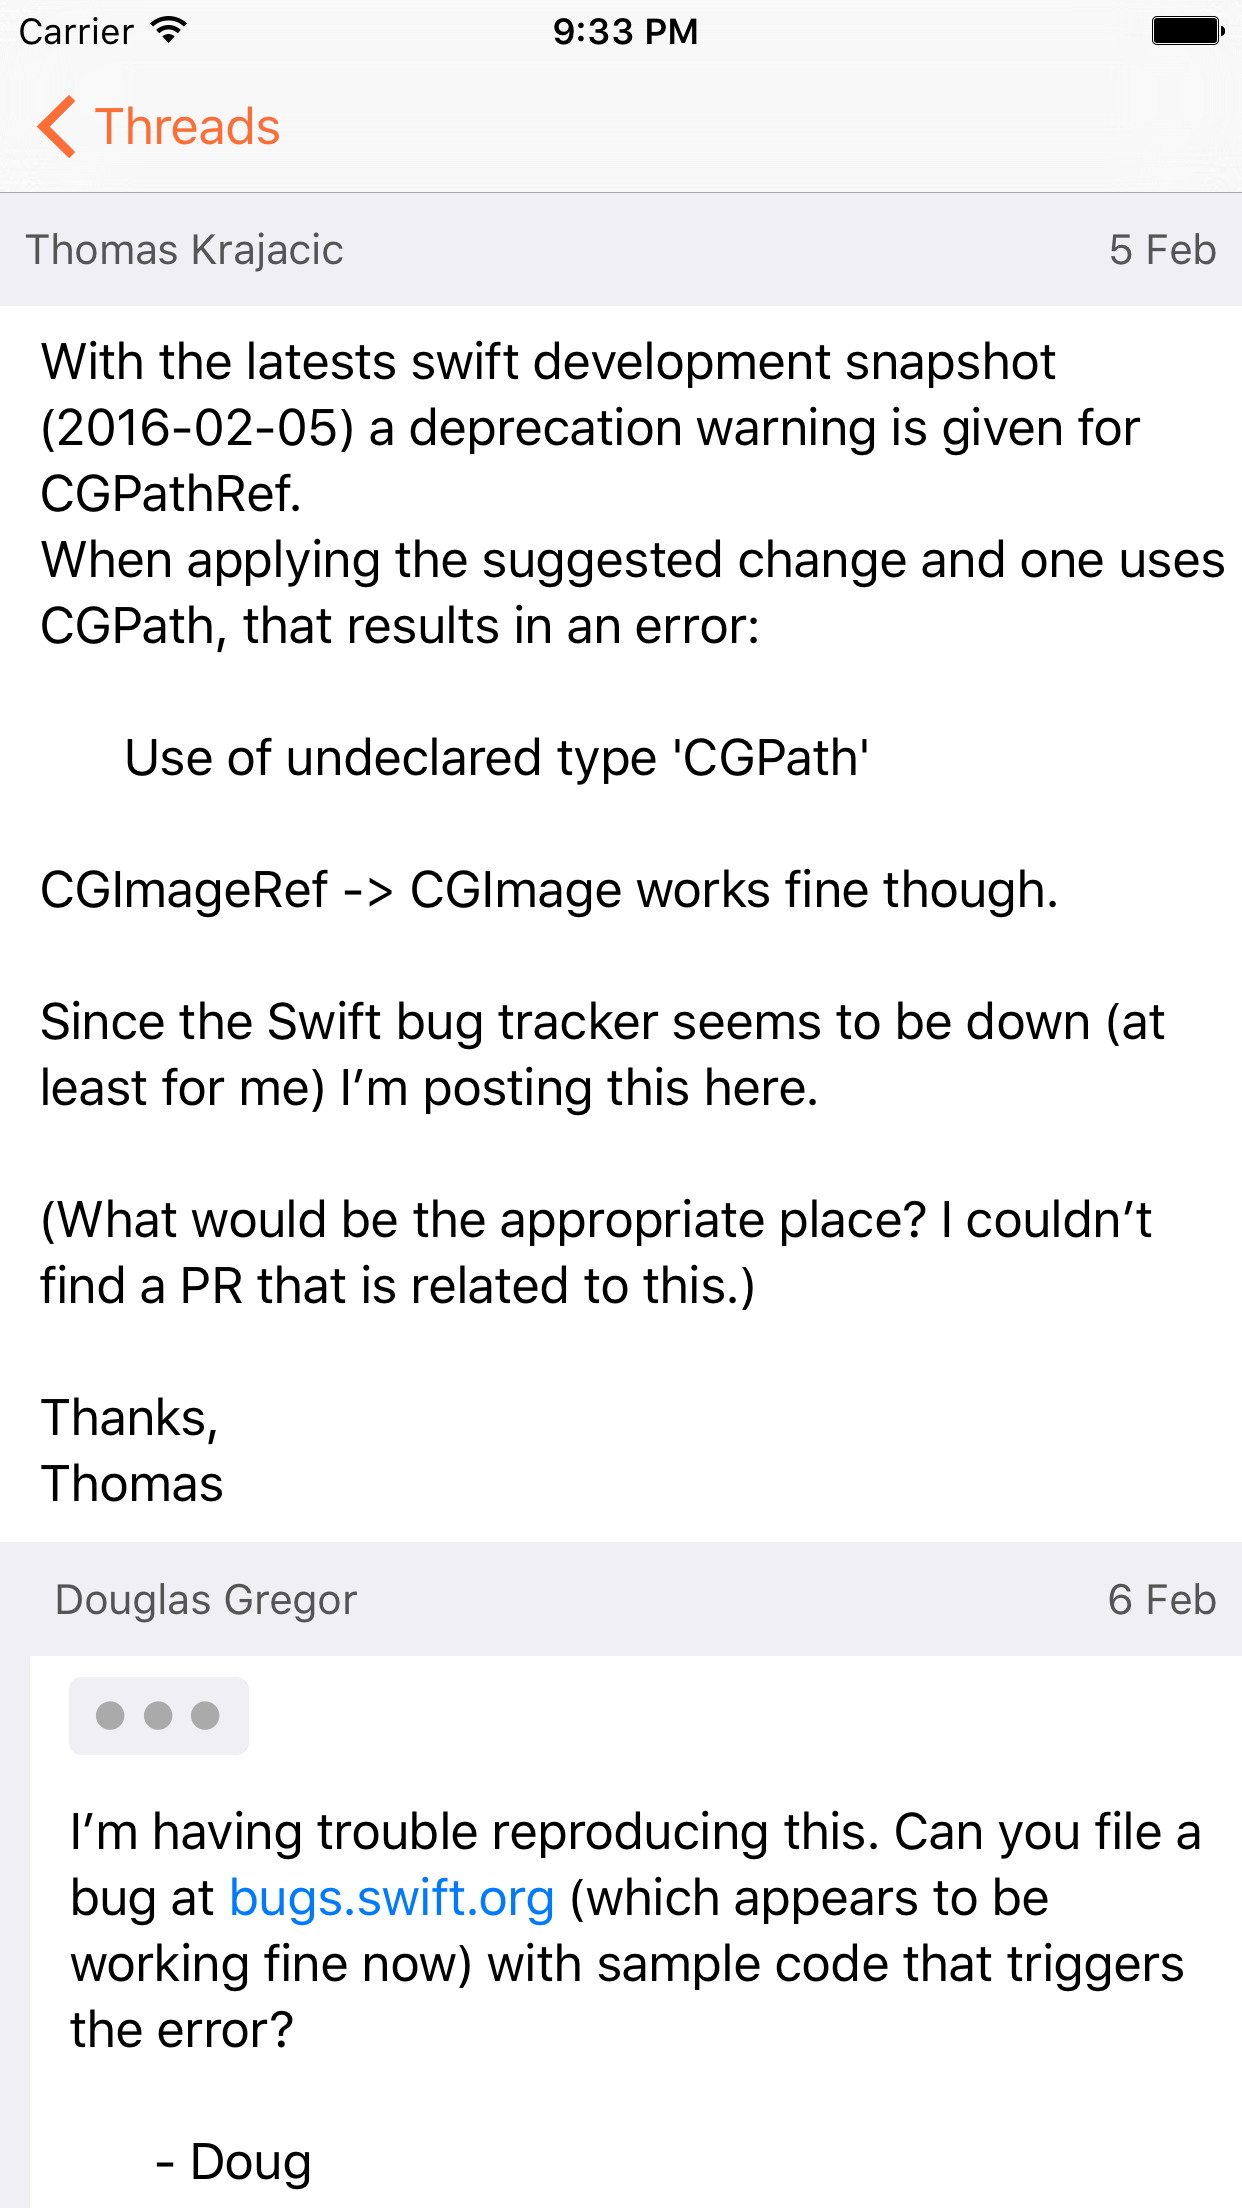 Carrier 9:33 PM
Threads
Thomas Krajacic 5 Feb
With the latests swift development snapshot
(2016-02-05) a deprecation warning is given for
CGPathRef.
When applying the suggested change and one uses
CGPath, that results in an error:
Use of undeclared type 'CGPath'
CGImageRef -> CGImage works fine though.
Since the Swift bug tracker seems to be down (at
least for me) I’m posting this here.
(What would be the appropriate place? I couldn’t
find a PR that is related to this.)
Thanks,
Thomas
Douglas Gregor 6 Feb
I’m having trouble reproducing this. Can you file a
bug at bugs.swift.org (which appears to be
working fine now) with sample code that triggers
the error?
- Doug